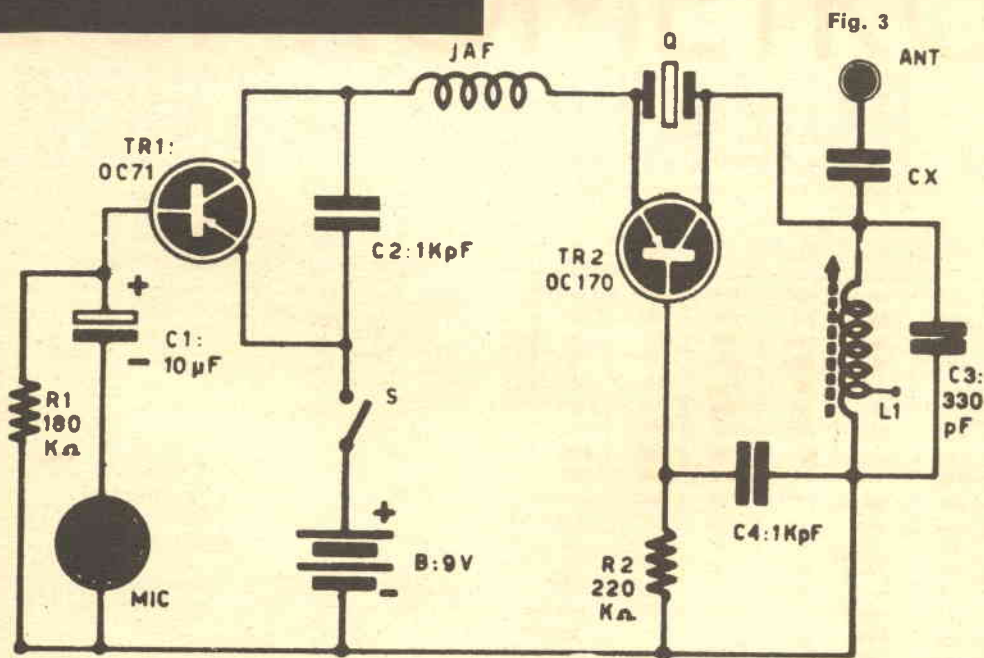 Fig. 3
JAF
Q
ANT
TR1:
OC71
CX
+
C2:1KpF
TR2
OC170
C1:
10µF
-
S
R1
180
KΩ
L1
C3:
330
pF
+
B:9V
-
C4:1KpF
MIC
R2
220
KΩ